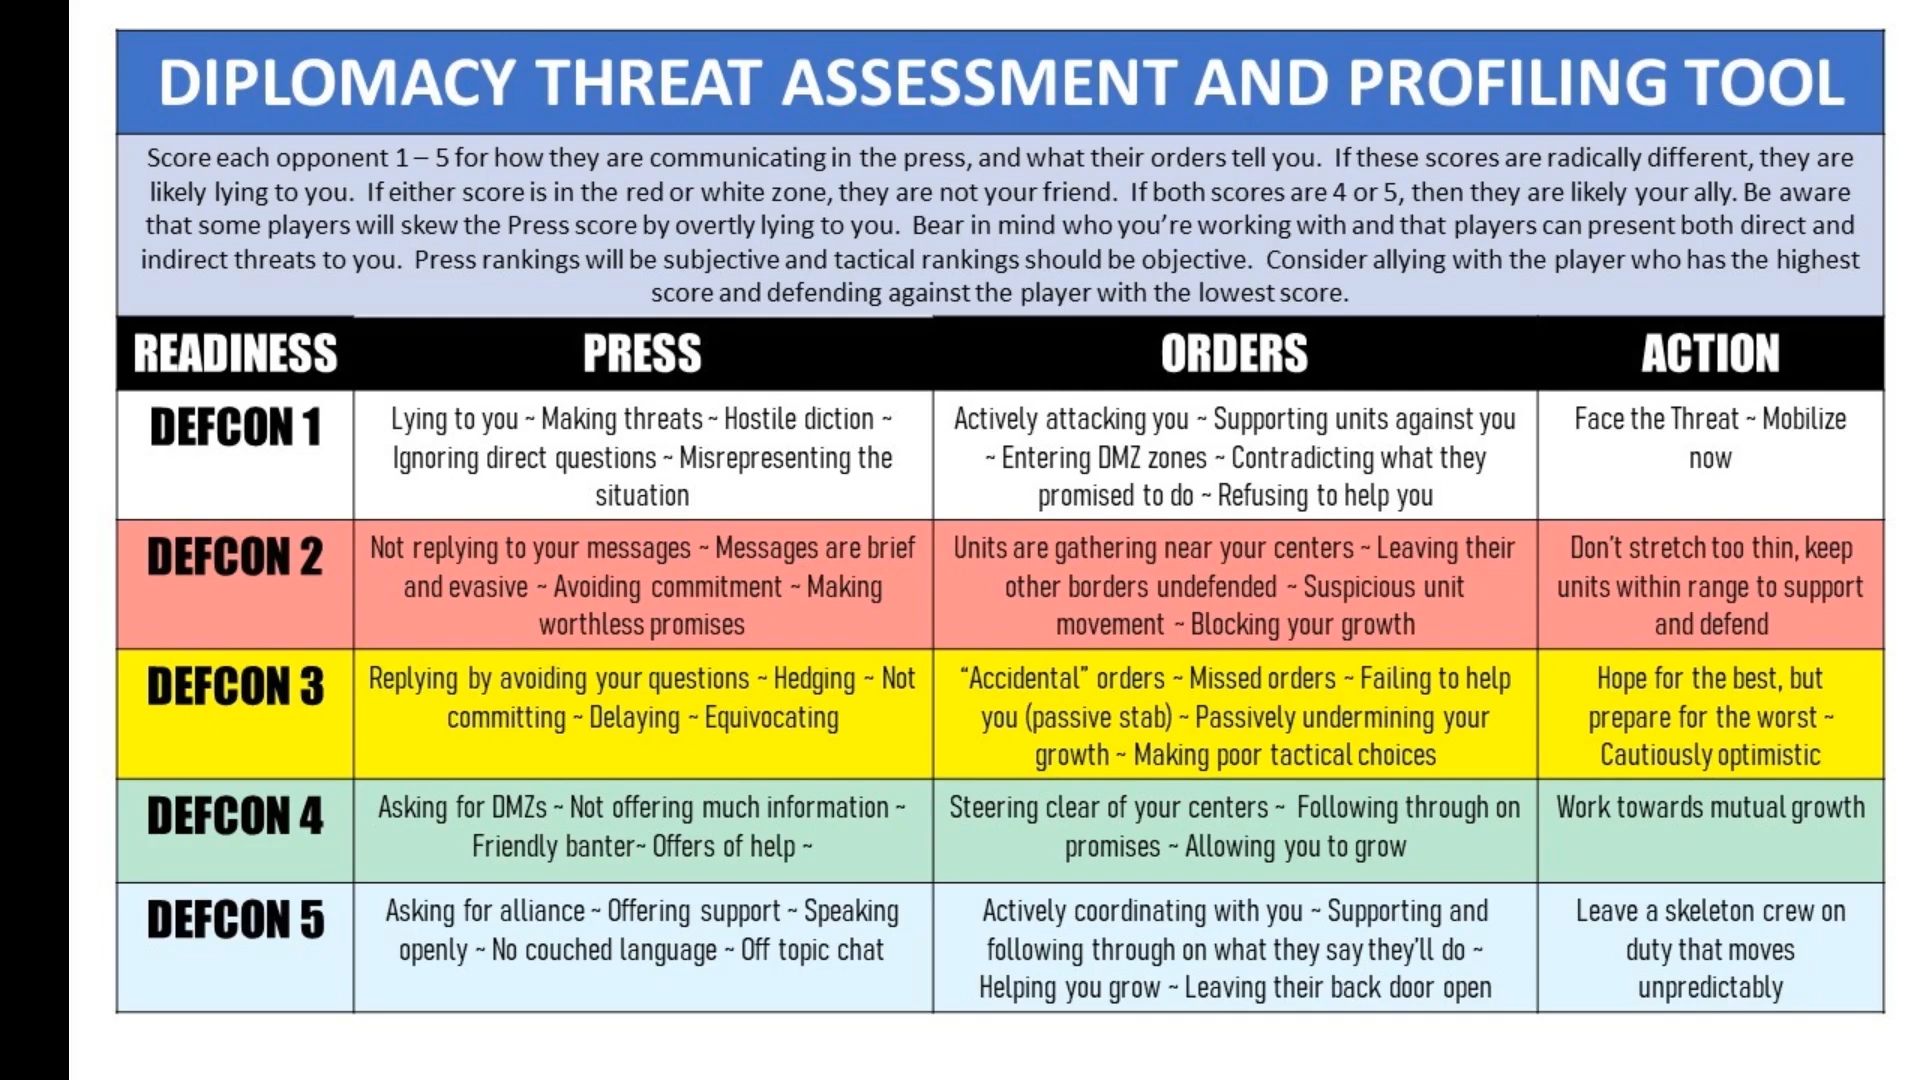 DIPLOMACY THREAT ASSESSMENT AND PROFILING TOOL
Score each opponent 1 – 5 for how they are communicating in the press, and what their orders tell you.  If these scores are radically different, they are
likely lying to you.  If either score is in the red or white zone, they are not your friend.  If both scores are 4 or 5, then they are likely your ally. Be aware
that some players will skew the Press score by overtly lying to you.  Bear in mind who you’re working with and that players can present both direct and
indirect threats to you.  Press rankings will be subjective and tactical rankings should be objective.  Consider allying with the player who has the highest
score and defending against the player with the lowest score.
READINESS PRESS ORDERS ACTION
DEFCON 1
Lying to you ~ Making threats ~ Hostile diction ~
Ignoring direct questions ~ Misrepresenting the
situation
Actively attacking you ~ Supporting units against you
~ Entering DMZ zones ~ Contradicting what they
promised to do ~ Refusing to help you
Face the Threat ~ Mobilize
now
DEFCON 2
Not replying to your messages ~ Messages are brief
and evasive ~ Avoiding commitment ~ Making
worthless promises
Units are gathering near your centers ~ Leaving their
other borders undefended ~ Suspicious unit
movement ~ Blocking your growth
Don’t stretch too thin, keep
units within range to support
and defend
DEFCON 3
Replying by avoiding your questions ~ Hedging ~ Not
committing ~ Delaying ~ Equivocating
“Accidental” orders ~ Missed orders ~ Failing to help
you (passive stab) ~ Passively undermining your
growth ~ Making poor tactical choices
Hope for the best, but
prepare for the worst ~
Cautiously optimistic
DEFCON 4
Asking for DMZs ~ Not offering much information ~
Friendly banter~ Offers of help ~
Steering clear of your centers ~  Following through on
promises ~ Allowing you to grow
Work towards mutual growth
DEFCON 5
Asking for alliance ~ Offering support ~ Speaking
openly ~ No couched language ~ Off topic chat
Actively coordinating with you ~ Supporting and
following through on what they say they’ll do ~
Helping you grow ~ Leaving their back door open
Leave a skeleton crew on
duty that moves
unpredictably